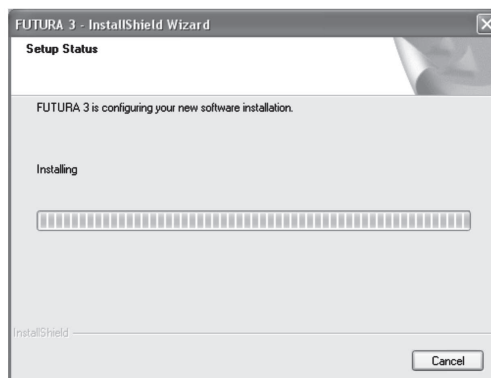 FUTURA 3 - InstallShield Wizard
Setup Status
FUTURA 3 is configuring your new software installation.
Installing
InstallShield
Cancel